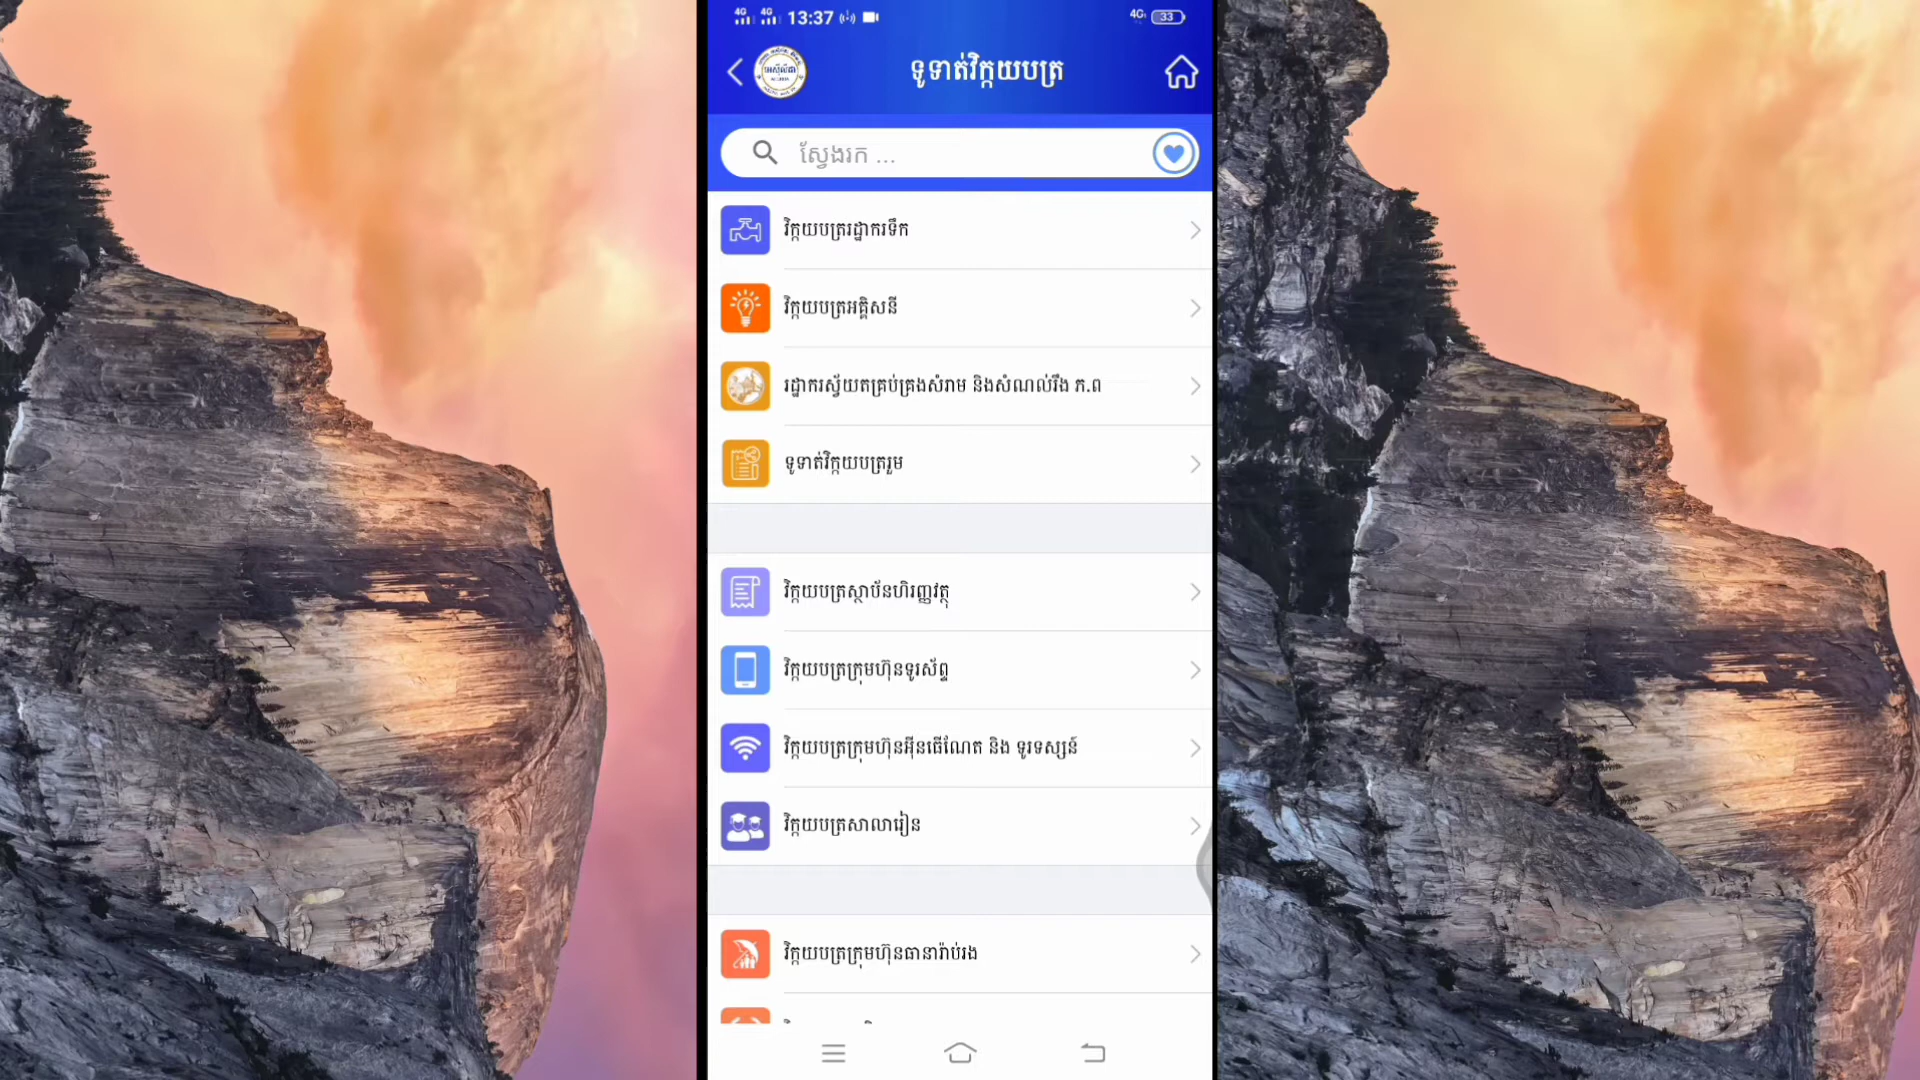 4G 4G 13:37 4G 33
ទូទាត់វិក្កយបត្រ
ស្វែងរក ...
វិក្កយបត្ររដ្ឋាករទឹក
វិក្កយបត្រអគ្គិសនី
រដ្ឋាករស្វ័យតគ្រប់គ្រងសំរាម និងសំណល់រឹង ភ.ព
ទូទាត់វិក្កយបត្ររួម
វិក្កយបត្រស្ថាប័នហិរញ្ញវត្ថុ
វិក្កយបត្រក្រុមហ៊ុនទូរស័ព្ទ
វិក្កយបត្រក្រុមហ៊ុនអ៊ីនធើណែត និង ទូរទស្សន៍
វិក្កយបត្រសាលារៀន
វិក្កយបត្រក្រុមហ៊ុនធានារ៉ាប់រង